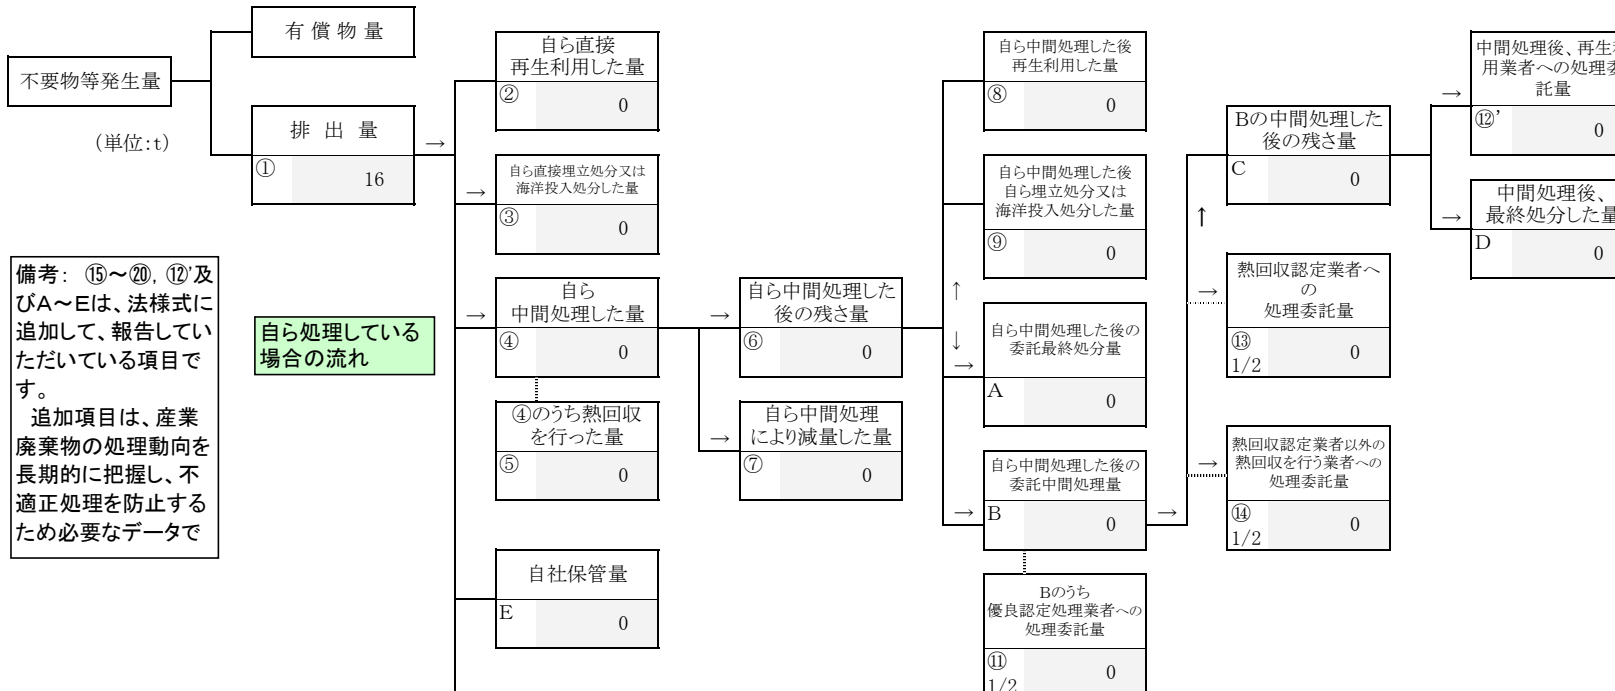 有 償 物 量
不要物等発生量
(単位:t)
排 出 量
①
16
→
自ら直接
再生利用した量
②
0
→
自ら直接埋立処分又は
海洋投入処分した量
③
0
→
自ら
中間処理した量
④
0
④のうち熱回収
を行った量
⑤
0
自社保管量
E
0
備考: ⑮～⑳, ⑫'及
びA～Eは、法様式に
追加して、報告してい
ただいている項目で
す。
追加項目は、産業
廃棄物の処理動向を
長期的に把握し、不
適正処理を防止する
ため必要なデータで
自ら処理している
場合の流れ
→
自ら中間処理した
後の残さ量
⑥
0
→
自ら中間処理
により減量した量
⑦
0
自ら中間処理した後
再生利用した量
⑧
0
自ら中間処理した後
自ら埋立処分又は
海洋投入処分した量
⑨
0
↑
↓
→
自ら中間処理した後の
委託最終処分量
A
0
→
自ら中間処理した後の
委託中間処理量
B
0
→
Bのうち
優良認定処理業者への
処理委託量
⑪
1/2
0
Bの中間処理した
後の残さ量
C
0
↑
→
熱回収認定業者へ
の
処理委託量
⑬
1/2
0
→
熱回収認定業者以外の
熱回収を行う業者への
処理委託量
⑭
1/2
0
→
中間処理後、再生
用業者への処理
託量
⑫'
0
→
中間処理後、
最終処分した量
D
0